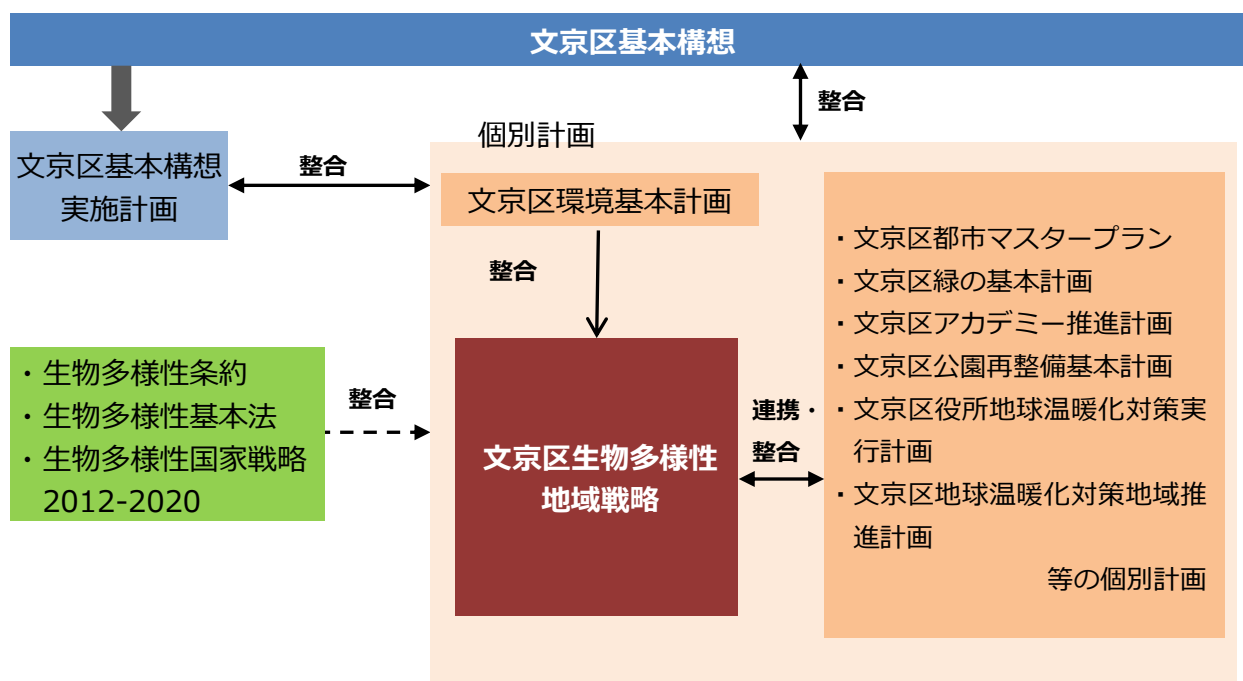 文京区基本構想
整合
個別計画
文京区基本構想
実施計画
整合
文京区環境基本計画
整合
・生物多様性条約
・生物多様性基本法
・生物多様性国家戦略
2012-2020
整合
文京区生物多様性
地域戦略
連携・
整合
・文京区都市マスタープラン
・文京区緑の基本計画
・文京区アカデミー推進計画
・文京区公園再整備基本計画
・文京区役所地球温暖化対策実
行計画
・文京区地球温暖化対策地域推
進計画
等の個別計画